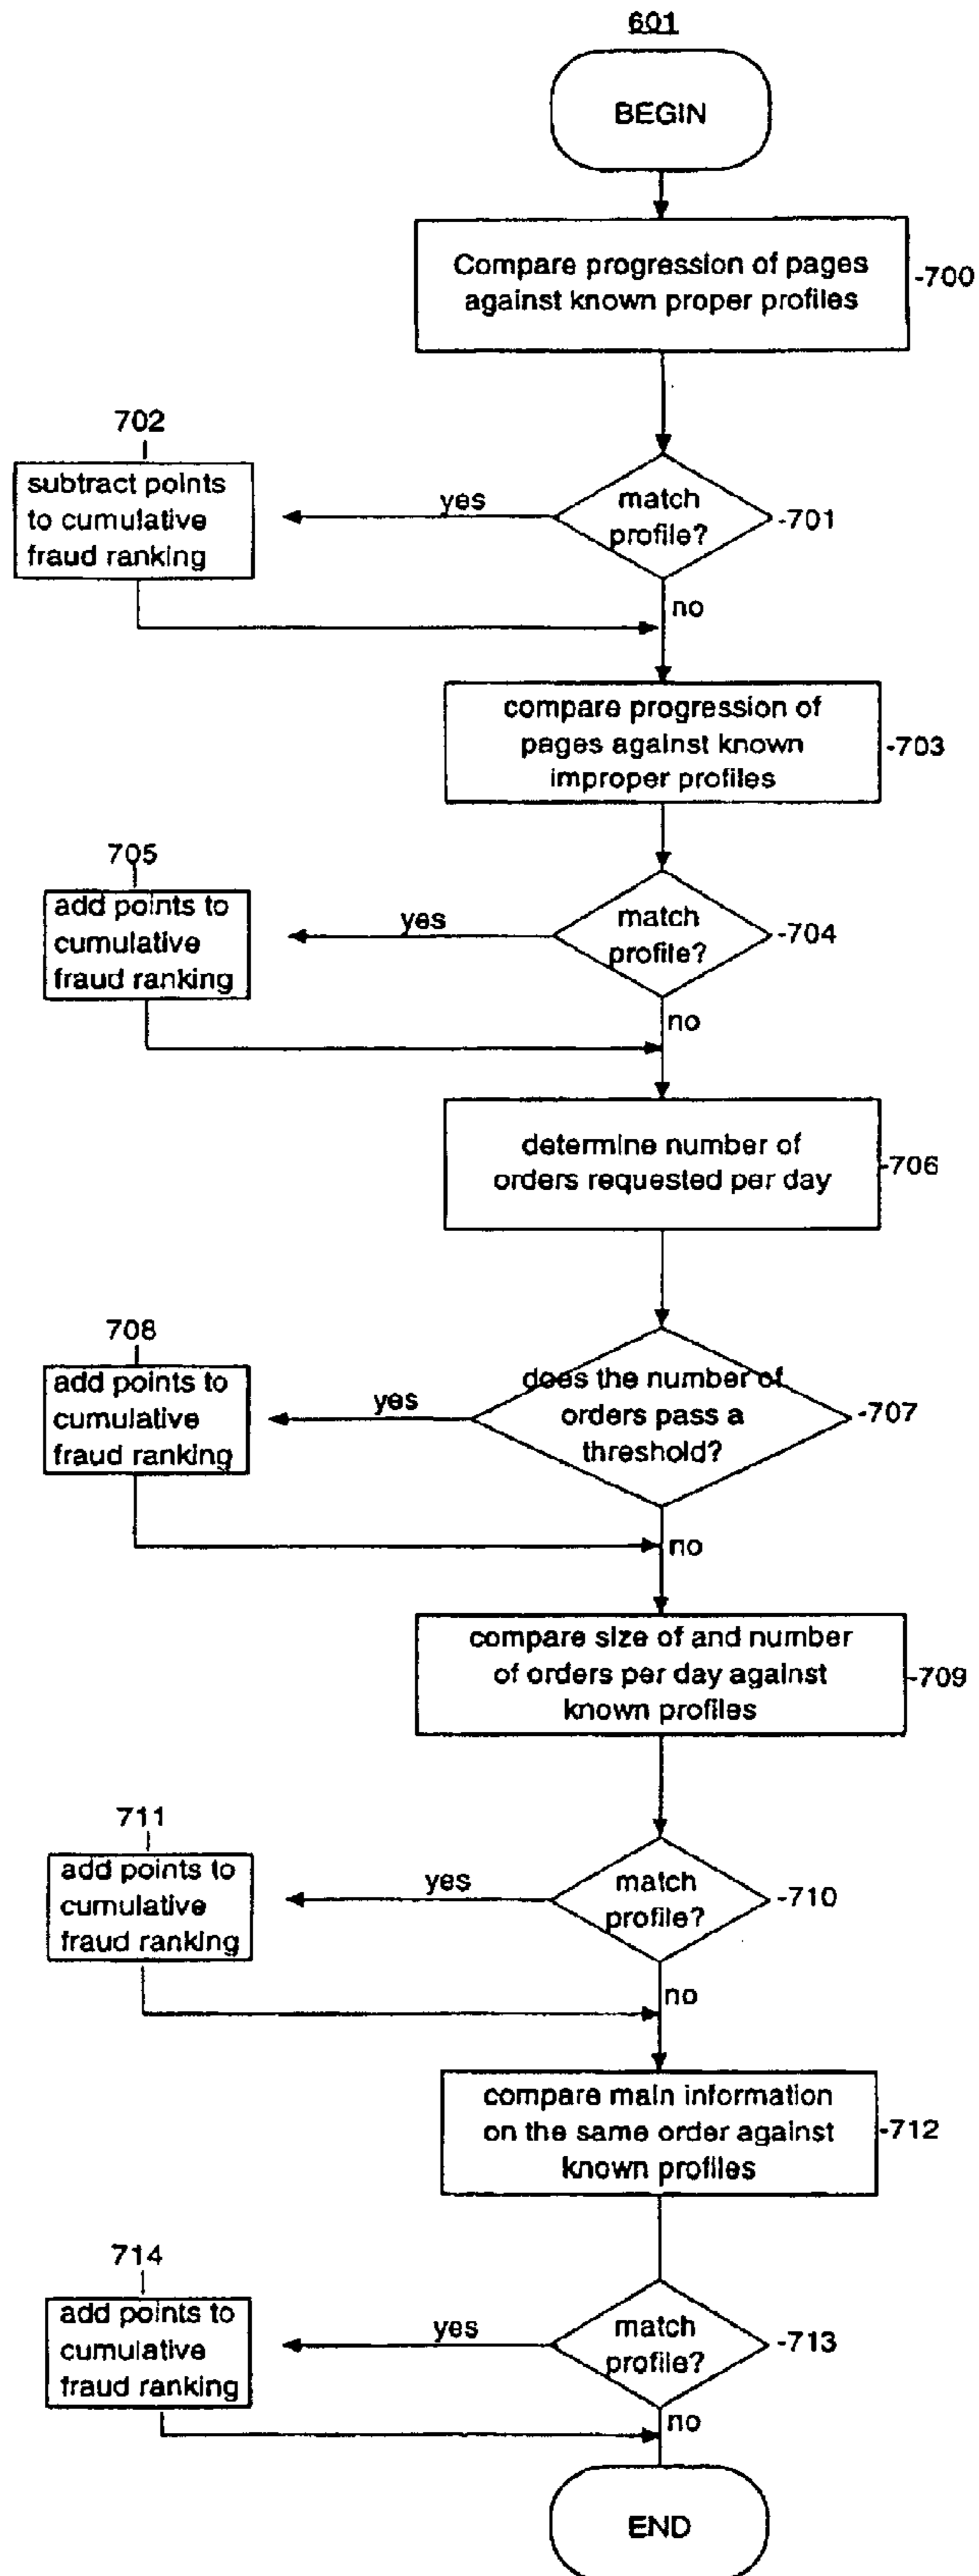 601
BEGIN
Compare progression of pages
against known proper profiles
-700
702
subtract points
to cumulative
fraud ranking
yes
match
profile?
-701
no
compare progression of
pages against known
improper profiles
-703
705
add points to
cumulative
fraud ranking
yes
match
profile?
-704
no
determine number of
orders requested per day
-706
708
add points to
cumulative
fraud ranking
yes
does the number of
orders pass a
threshold?
-707
no
compare size of and number
of orders per day against
known profiles
-709
711
add points to
cumulative
fraud ranking
yes
match
profile?
-710
no
compare main information
on the same order against
known profiles
-712
714
add points to
cumulative
fraud ranking
yes
match
profile?
-713
no
END